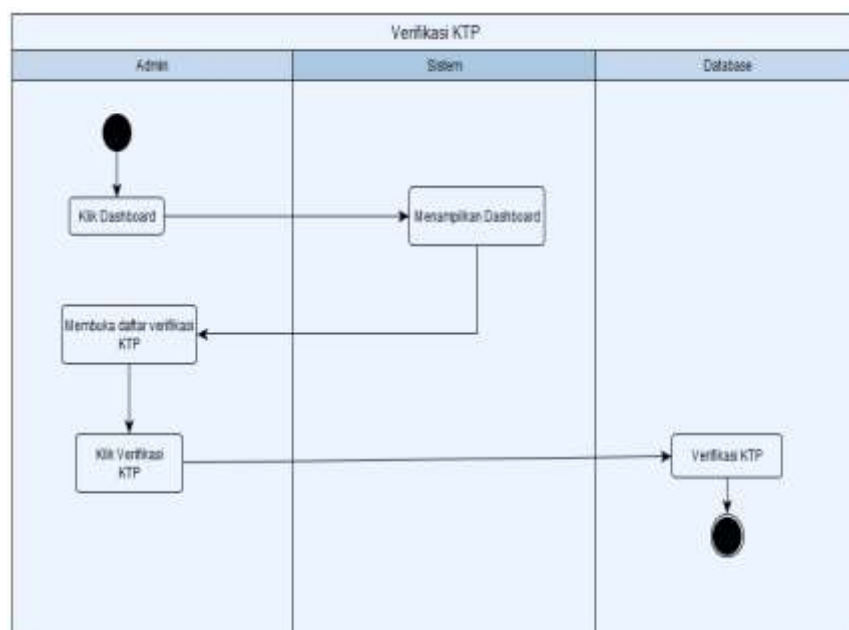 Verifikasi KTP
Admin
Sistem
Database
Klik Dashboard
Menampilkan Dashboard
Membuka daftar verifikasi
KTP
Klik Verifikasi
KTP
Verifikasi KTP